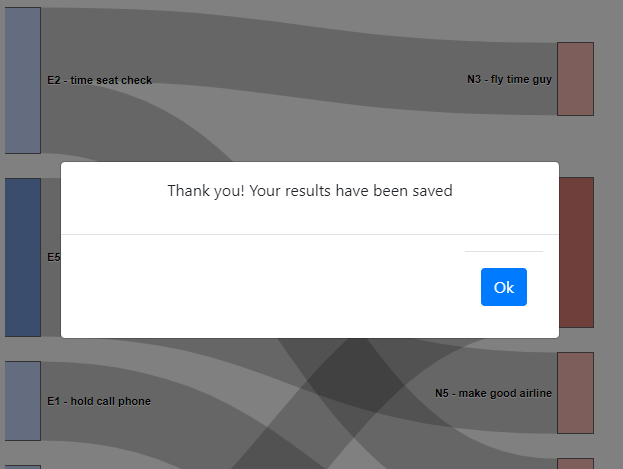 E2 - time seat check
N3 - fly time guy
Thank you! Your results have been saved
E5
Ok
N5 - make good airline
E1 - hold call phone